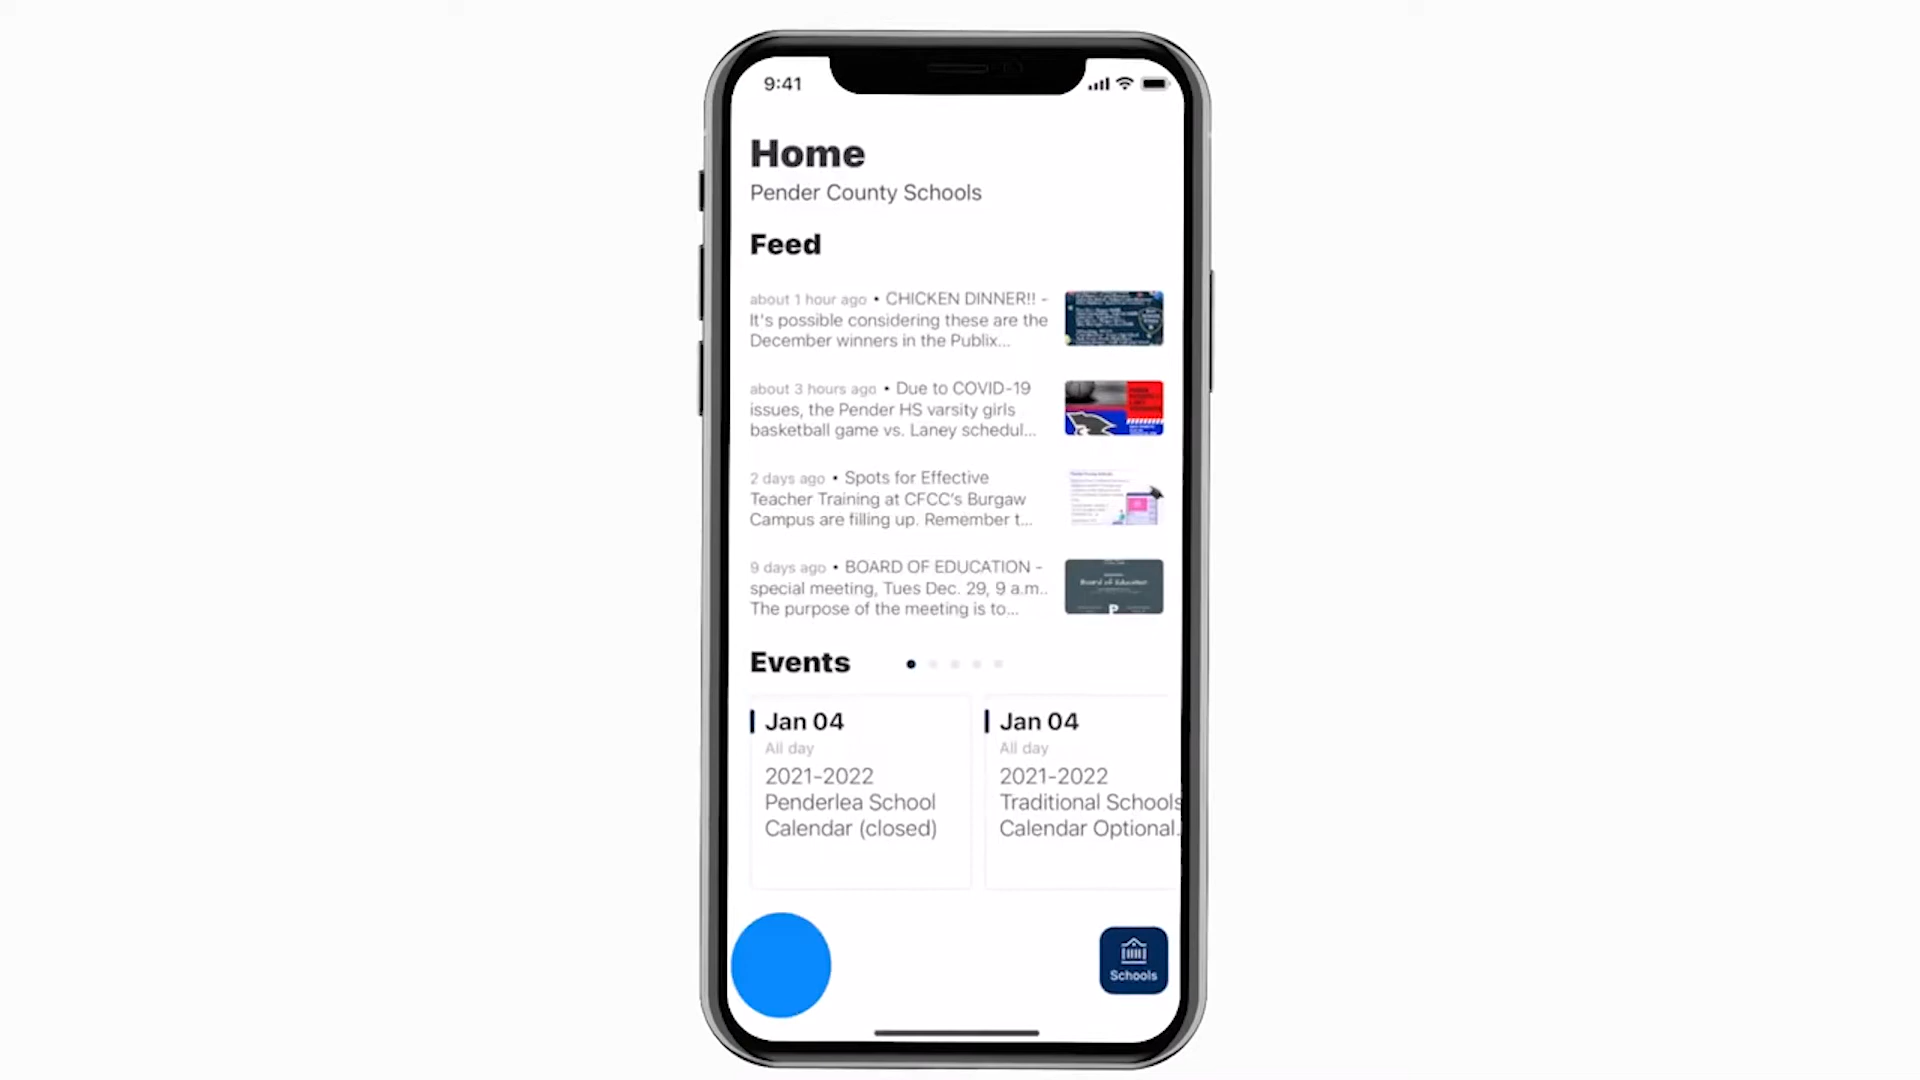 9:41
Home
Pender County Schools
Feed
about 1 hour ago • CHICKEN DINNER!! -
It's possible considering these are the
December winners in the Publix...
about 3 hours ago • Due to COVID-19
issues, the Pender HS varsity girls
basketball game vs. Laney schedul...
2 days ago • Spots for Effective
Teacher Training at CFCC's Burgaw
Campus are filling up. Remember t...
9 days ago • BOARD OF EDUCATION -
special meeting, Tues Dec. 29, 9 a.m..
The purpose of the meeting is to...
Board of Education
Events
Jan 04
All day
2021-2022
Penderlea School
Calendar (closed)
Jan 04
All day
2021-2022
Traditional Schools
Calendar Optional.
Schools